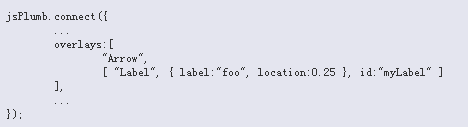 jsPlumb.connect({
...
overlays:[
"Arrow",
[ "Label", { label:"foo", location:0.25 }, id:"myLabel" ]
],
...
});